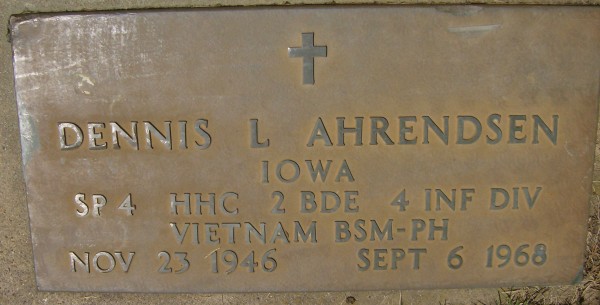 DENNIS L AHRENDSEN
IOWA
SP 4 HHC 2 BDE 4 INF DIV
VIETNAM BSM-PH
NOV 23 1946 SEPT 6 1968